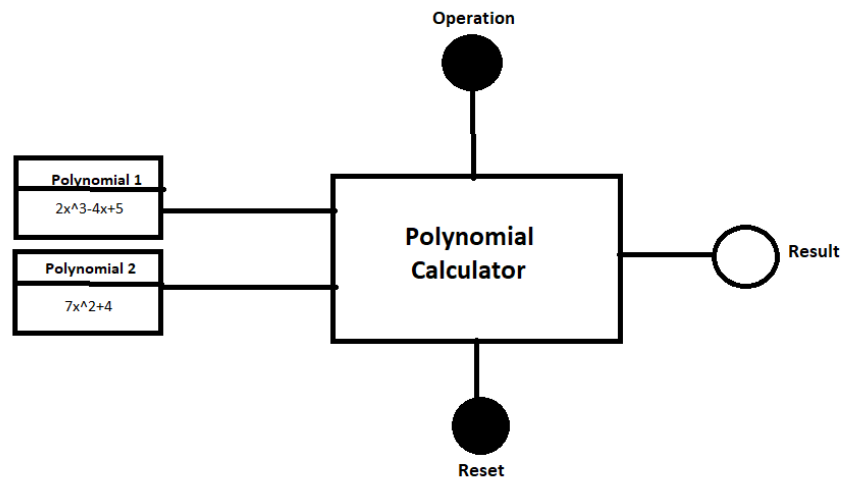 Operation
Polynomial 1
2x^3-4x+5
Polynomial 2
7x^2+4
Polynomial
Calculator
Result
Reset